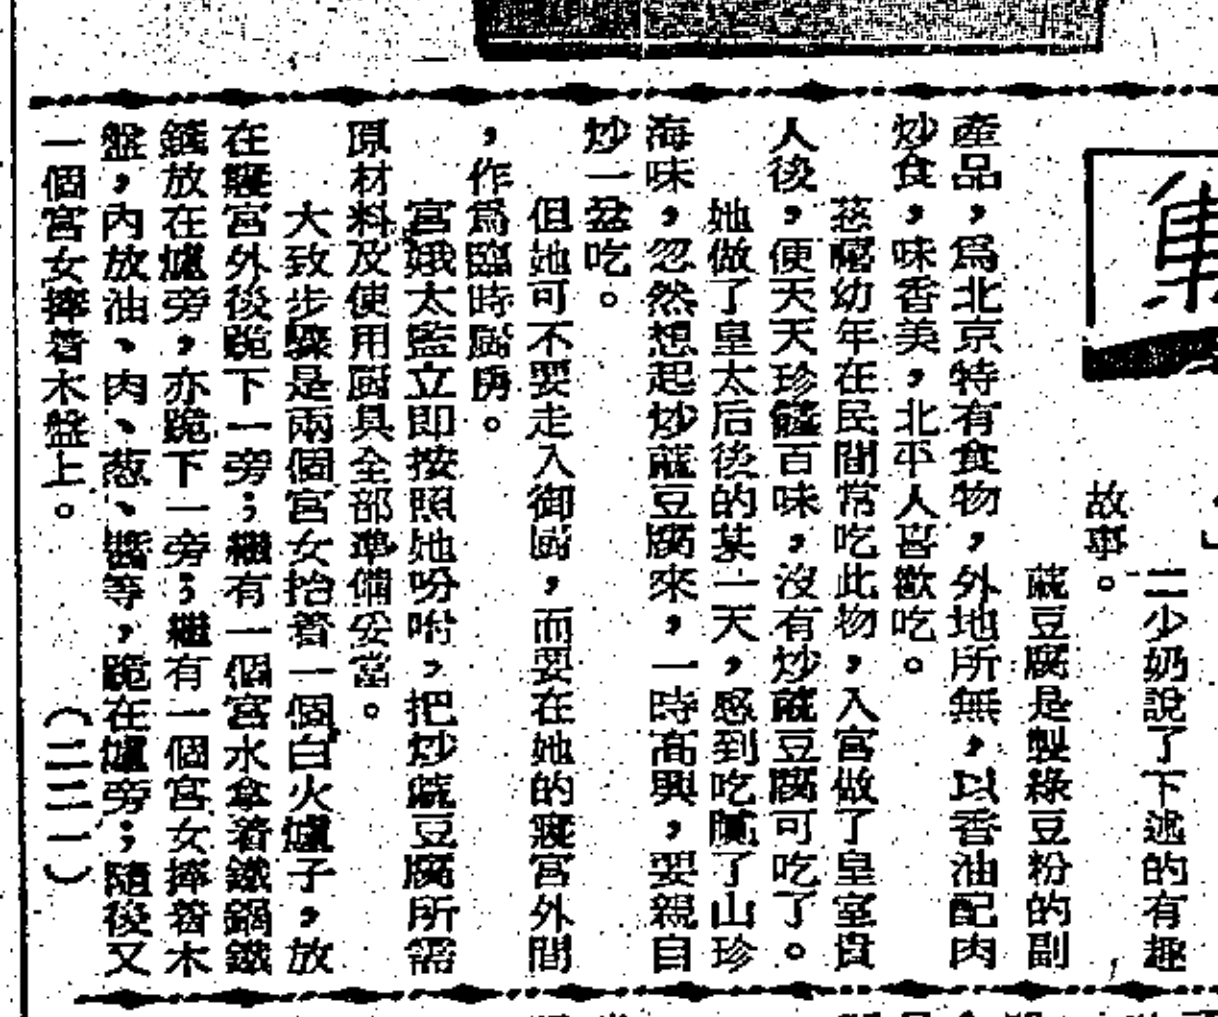 集
二少奶說了下述的有趣
故事。
蔬豆腐是製綠豆粉的副
產品，爲北京特有食物，外地所無，以香油配肉
炒食，味香美，北平人喜歡吃。
慈禧幼年在民間常吃此物，入宮做了皇室貴
人後，便天天珍饈百味，沒有炒蔬豆腐可吃了。
她做了皇太后後的某一天，感到吃膩了山珍
海味，忽然想起炒蔬豆腐來，一時高興，要親自
炒一盆吃。
但她可不要走入御厨，而要在她的寢宮外間
，作爲臨時厨房。
宮娥太監立即按照她吩咐，把炒蔬豆腐所需
原材料及使用厨具全部準備妥當。
大致步驟是兩個宮女抬着一個白火爐子，放
在寢宮外後跪下一旁；繼有一個宮水拿着鐵鍋鐵
鏟放在爐旁，亦跪下一旁；繼有一個宮女捧着木
盤，內放油、肉、葱、醬等，跪在爐旁；隨後又
一個宮女捧着木盤上。（二二一）